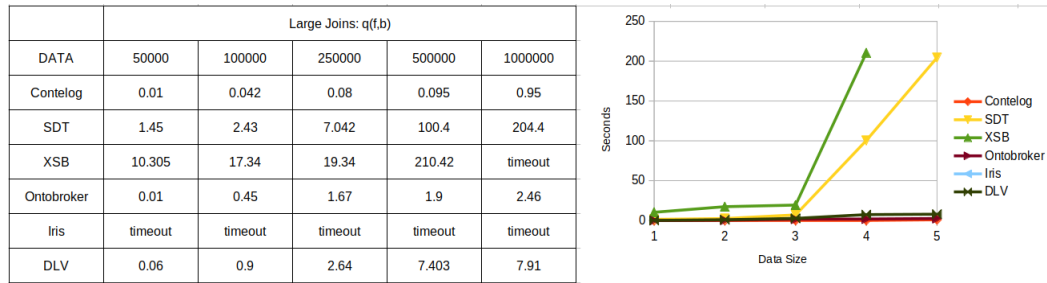 Large Joins: q(f,b)
DATA 50000 100000 250000 500000 1000000
Contelog 0.01 0.042 0.08 0.095 0.95
SDT 1.45 2.43 7.042 100.4 204.4
XSB 10.305 17.34 19.34 210.42 timeout
Ontobroker 0.01 0.45 1.67 1.9 2.46
Iris timeout timeout timeout timeout timeout
DLV 0.06 0.9 2.64 7.403 7.91
250
200
150
100
50
0
Seconds
1 2 3 4 5
Data Size
Contelog
SDT
XSB
Ontobroker
Iris
DLV